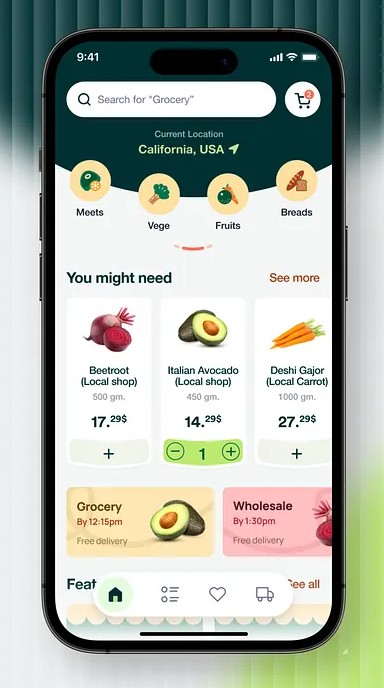 9:41
Search for "Grocery"
2
Current Location
California, USA
Meets
Vege
Fruits
Breads
You might need
See more
Beetroot
(Local shop)
500 gm.
17.29$
+
Italian Avocado
(Local shop)
450 gm.
14.29$
− 1 +
Deshi Gajor
(Local Carrot)
1000 gm.
27.29$
+
Grocery
By 12:15pm
Free delivery
Wholesale
By 1:30pm
Free delivery
Feat
See all